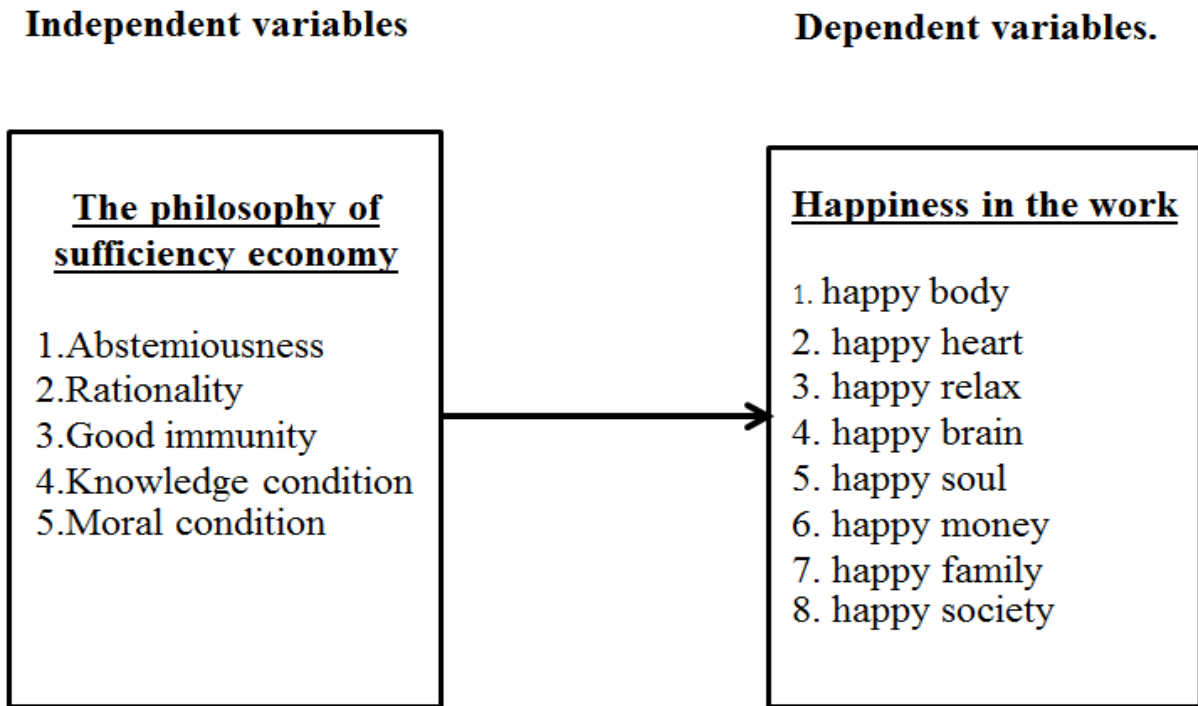 Independent variables
Dependent variables.
The philosophy of
sufficiency economy
1.Abstemiousness
2.Rationality
3.Good immunity
4.Knowledge condition
5.Moral condition
Happiness in the work
1. happy body
2. happy heart
3. happy relax
4. happy brain
5. happy soul
6. happy money
7. happy family
8. happy society